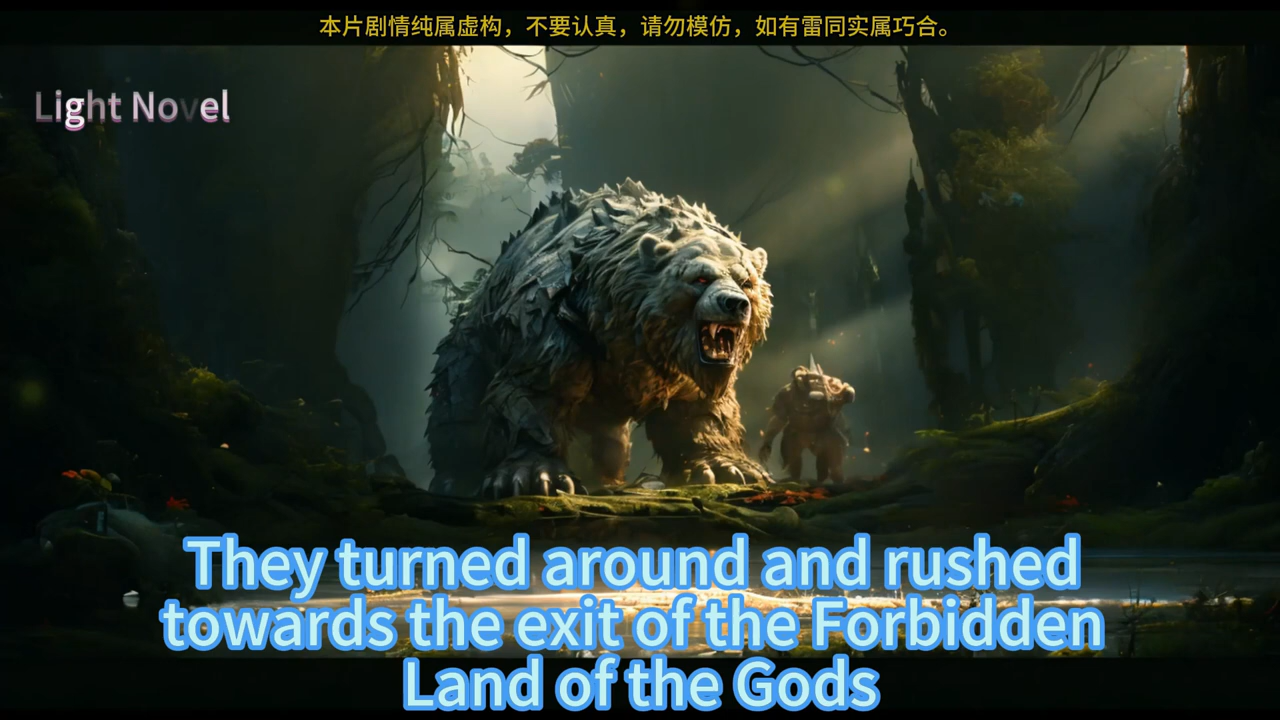 本片剧情纯属虚构，不要认真，请勿模仿，如有雷同实属巧合。
Light Novel
They turned around and rushed
towards the exit of the Forbidden
Land of the Gods